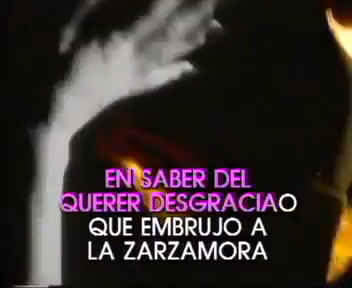 EN SABER DEL
QUERER DESGRACIAO
QUE EMBRUJO A
LA ZARZAMORA